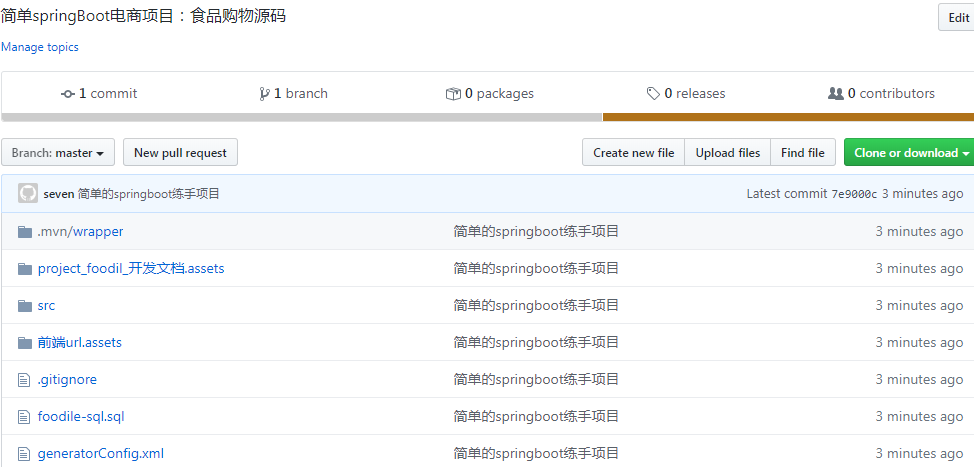 简单springBoot电商项目：食品购物源码
Edit
Manage topics
1 commit 1 branch 0 packages 0 releases 0 contributors
Branch: master New pull request Create new file Upload files Find file Clone or download
seven 简单的springboot练手项目 Latest commit 7e9000c 3 minutes ago
.mvn/wrapper 简单的springboot练手项目 3 minutes ago
project_foodil_开发文档.assets 简单的springboot练手项目 3 minutes ago
src 简单的springboot练手项目 3 minutes ago
前端url.assets 简单的springboot练手项目 3 minutes ago
.gitignore 简单的springboot练手项目 3 minutes ago
foodile-sql.sql 简单的springboot练手项目 3 minutes ago
generatorConfig.xml 简单的springboot练手项目 3 minutes ago